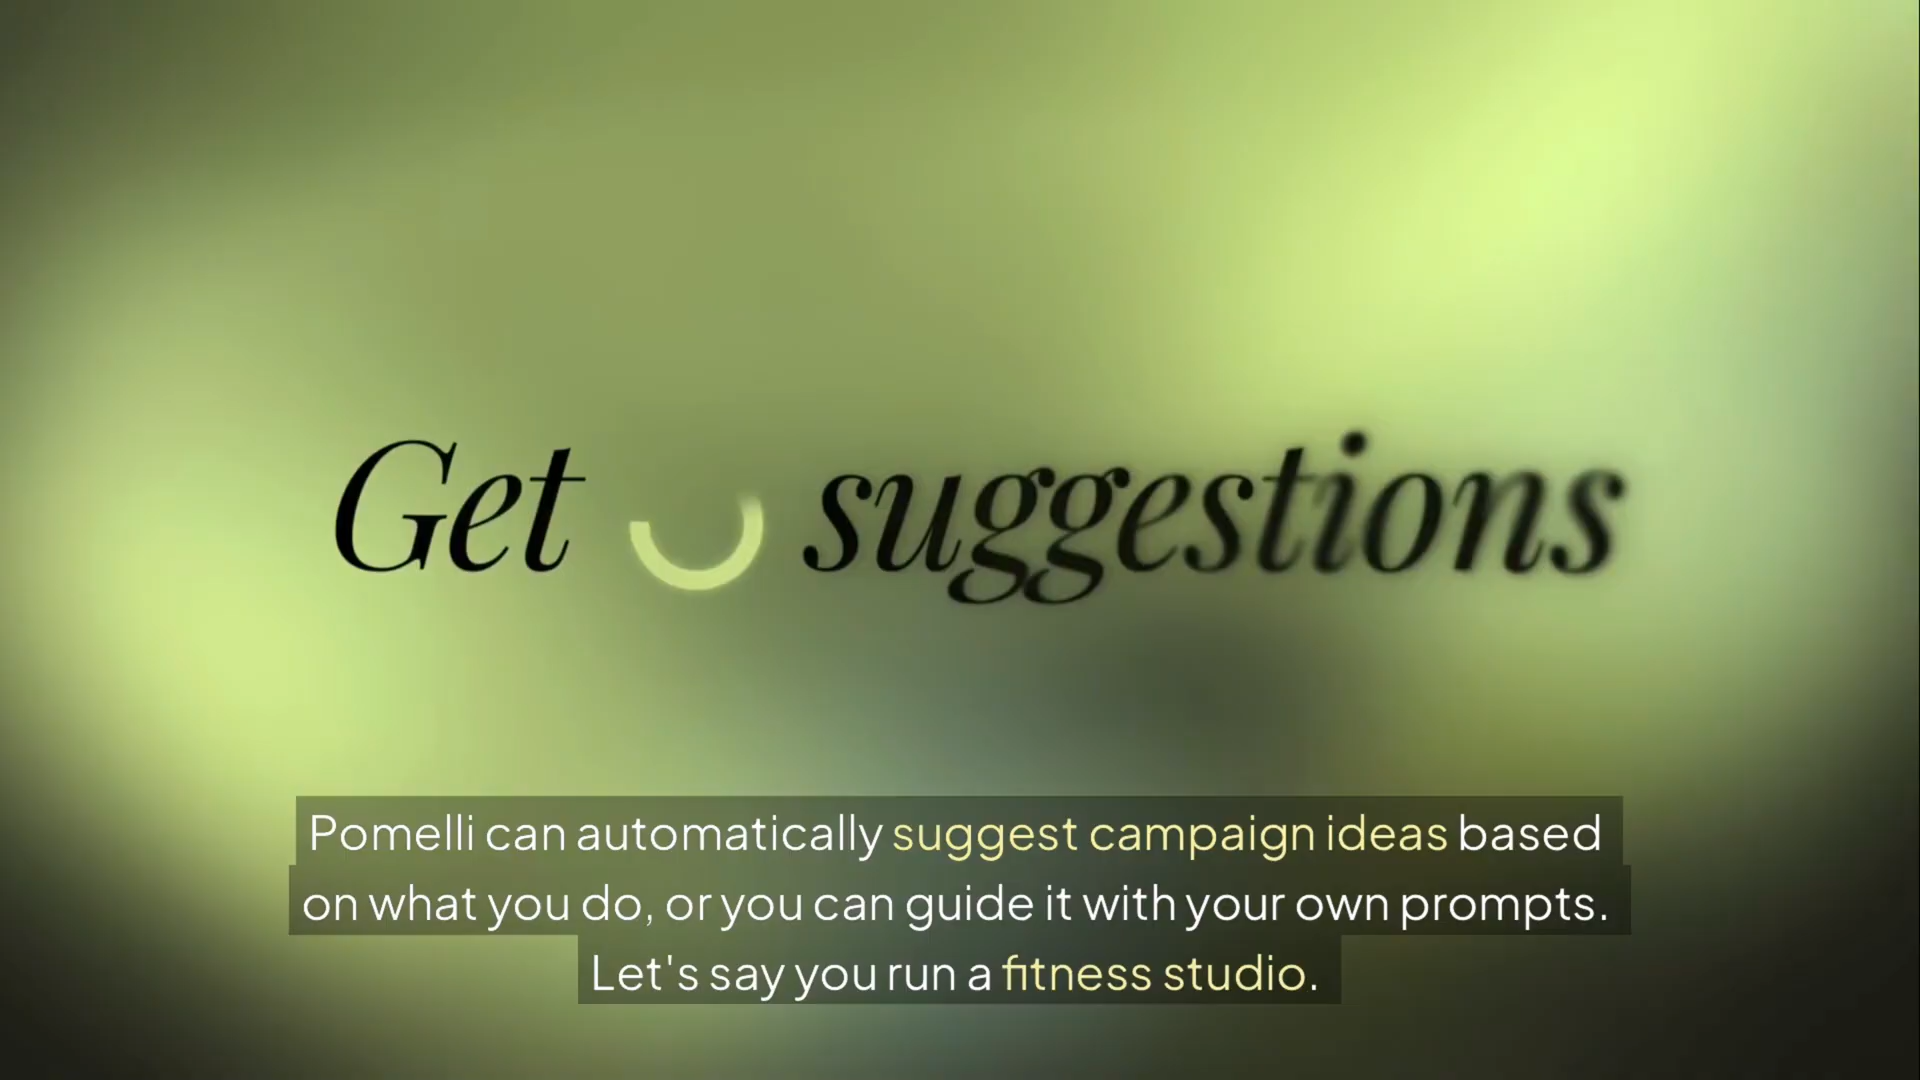 Get suggestions
Pomelli can automatically suggest campaign ideas based
on what you do, or you can guide it with your own prompts.
Let's say you run a fitness studio.